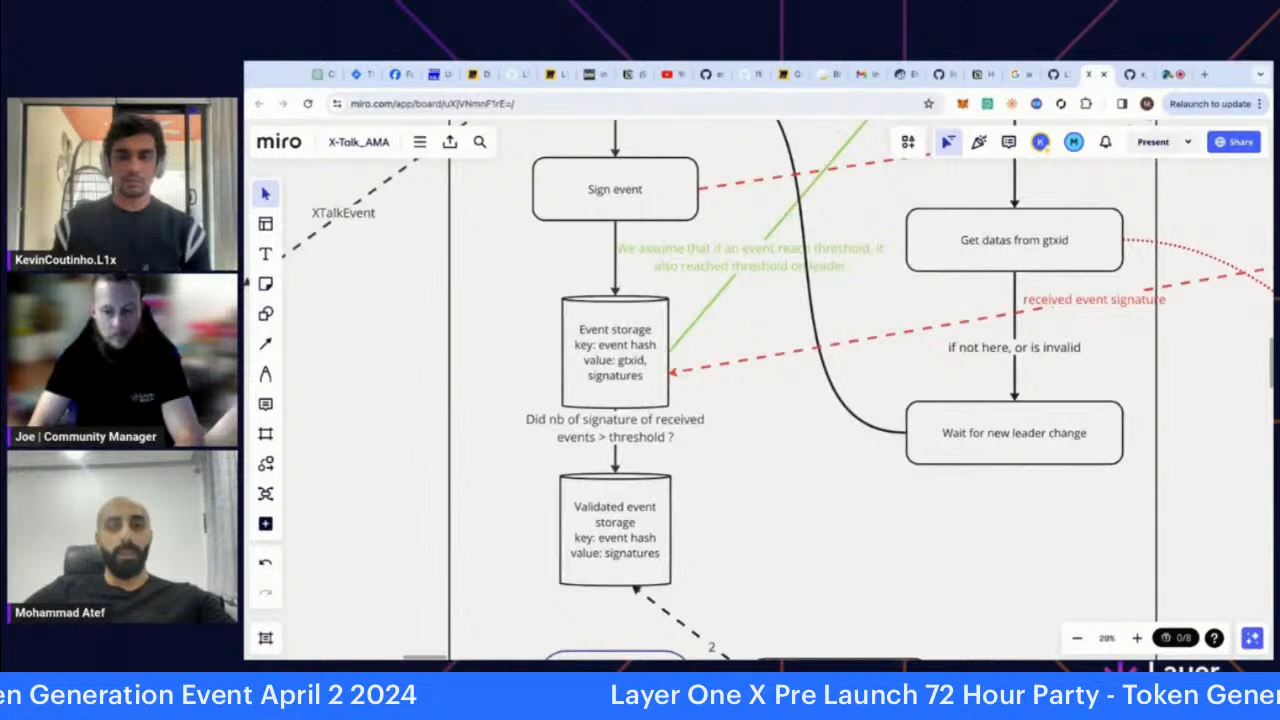 miro.com/app/board/uXjVNmnF1rE=/
Relaunch to update
miro
X-Talk_AMA
Present
Share
XTalkEvent
Sign event
We assume that if an event reach threshold, it
also reached threshold on leader
Get datas from gtxid
received event signature
Event storage
key: event hash
value: gtxid,
signatures
if not here, or is invalid
Did nb of signature of received
events > threshold ?
Wait for new leader change
Validated event
storage
key: event hash
value: signatures
2
29%
0/8
KevinCoutinho.L1x
Joe | Community Manager
Mohammad Atef
Layer
en Generation Event April 2 2024
Layer One X Pre Launch 72 Hour Party - Token Gener